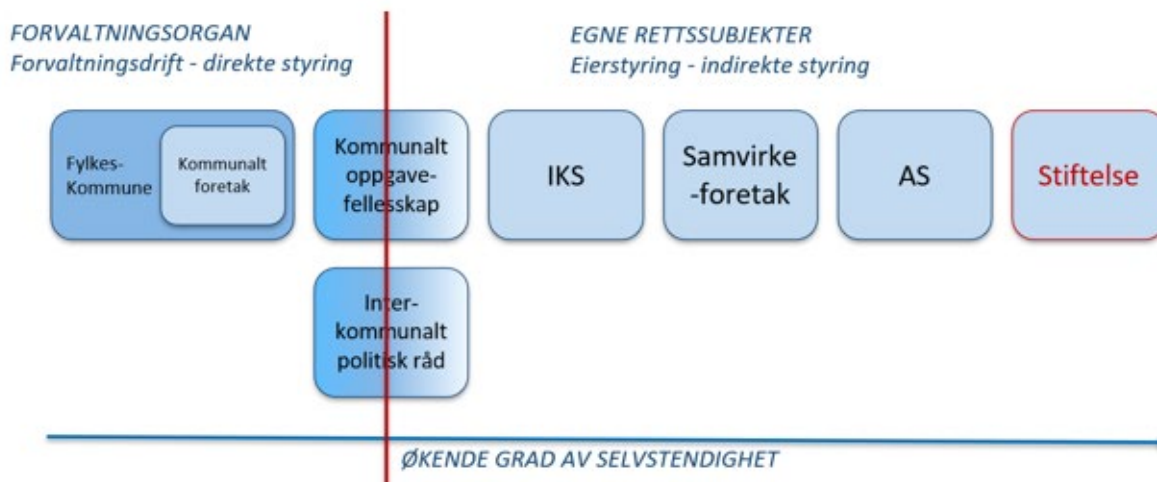 FORVALTNINGSORGAN
Forvaltningsdrift - direkte styring
EGNE RETTSSUBJEKTER
Eierstyring - indirekte styring
Fylkes-
Kommune
Kommunalt
foretak
Kommunalt
oppgave-
fellesskap
IKS
Samvirke
-foretak
AS
Stiftelse
Inter-
kommunalt
politisk råd
ØKENDE GRAD AV SELVSTENDIGHET